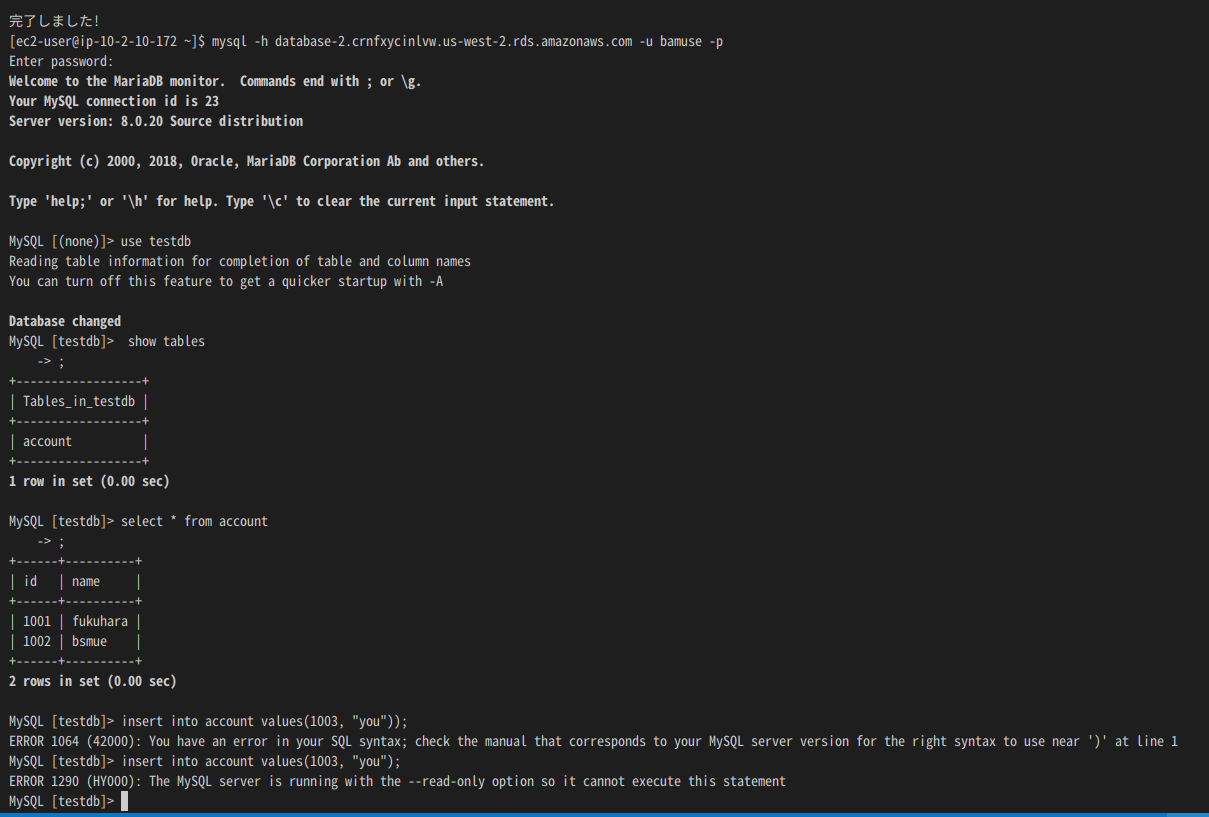 完了しました!
[ec2-user@ip-10-2-10-172 ~]$ mysql -h database-2.crnfxycinlvw.us-west-2.rds.amazonaws.com -u bamuse -p
Enter password:
Welcome to the MariaDB monitor.  Commands end with ; or \g.
Your MySQL connection id is 23
Server version: 8.0.20 Source distribution

Copyright (c) 2000, 2018, Oracle, MariaDB Corporation Ab and others.

Type 'help;' or '\h' for help. Type '\c' to clear the current input statement.

MySQL [(none)]> use testdb
Reading table information for completion of table and column names
You can turn off this feature to get a quicker startup with -A

Database changed
MySQL [testdb]>  show tables
    -> ;
+------------------+
| Tables_in_testdb |
+------------------+
| account          |
+------------------+
1 row in set (0.00 sec)

MySQL [testdb]> select * from account
    -> ;
+------+----------+
| id   | name     |
+------+----------+
| 1001 | fukuhara |
| 1002 | bsmue    |
+------+----------+
2 rows in set (0.00 sec)

MySQL [testdb]> insert into account values(1003, "you"));
ERROR 1064 (42000): You have an error in your SQL syntax; check the manual that corresponds to your MySQL server version for the right syntax to use near ')' at line 1
MySQL [testdb]> insert into account values(1003, "you");
ERROR 1290 (HY000): The MySQL server is running with the --read-only option so it cannot execute this statement
MySQL [testdb]>